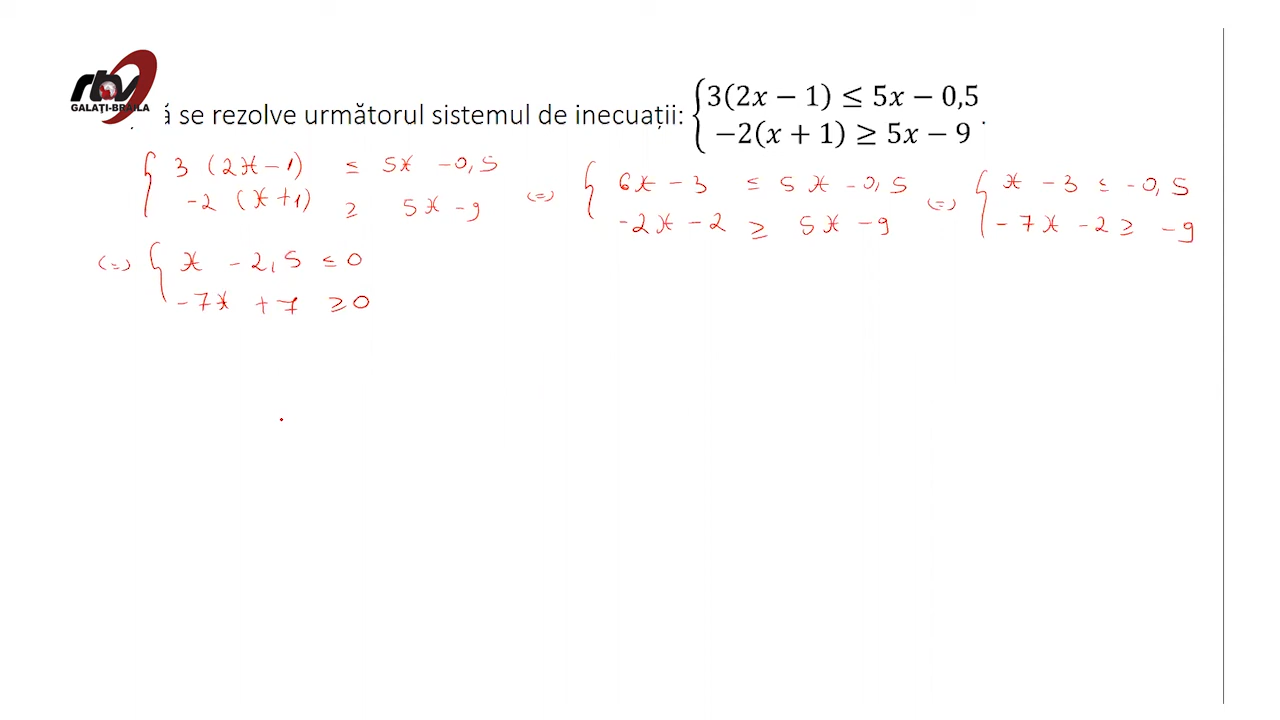 rtv
GALAȚI-BRĂILA
ă se rezolve următorul sistemul de inecuații: {3(2x − 1) ≤ 5x − 0,5
−2(x + 1) ≥ 5x − 9 .
{ 3 (2x − 1) ≤ 5x − 0,5
−2 (x + 1) ≥ 5x − 9
(=) { 6x − 3 ≤ 5x − 0,5
−2x − 2 ≥ 5x − 9
(=) { x − 3 ≤ −0,5
−7x − 2 ≥ −9
(=) { x − 2,5 ≤ 0
−7x + 7 ≥ 0